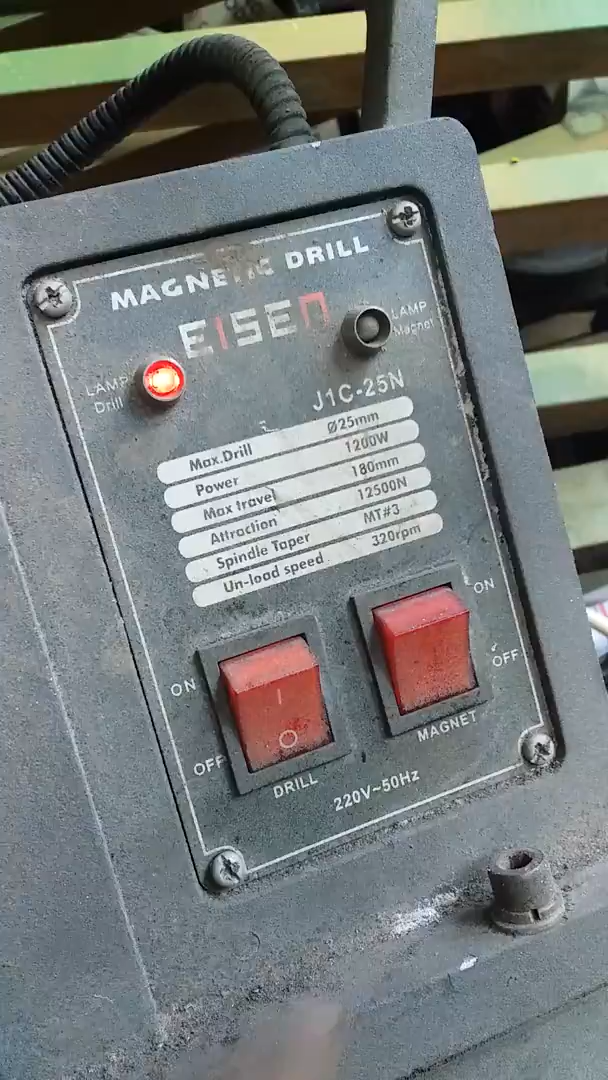 MAGNETIC DRILL
EISEN
LAMP
Magnet
LAMP
Drill
J1C-25N
Max.Drill Ø25mm
Power 1200W
Max travel 180mm
Attraction 12500N
Spindle Taper MT#3
Un-load speed 320rpm
ON
OFF
MAGNET
ON
I
O
OFF
DRILL
220V~50Hz